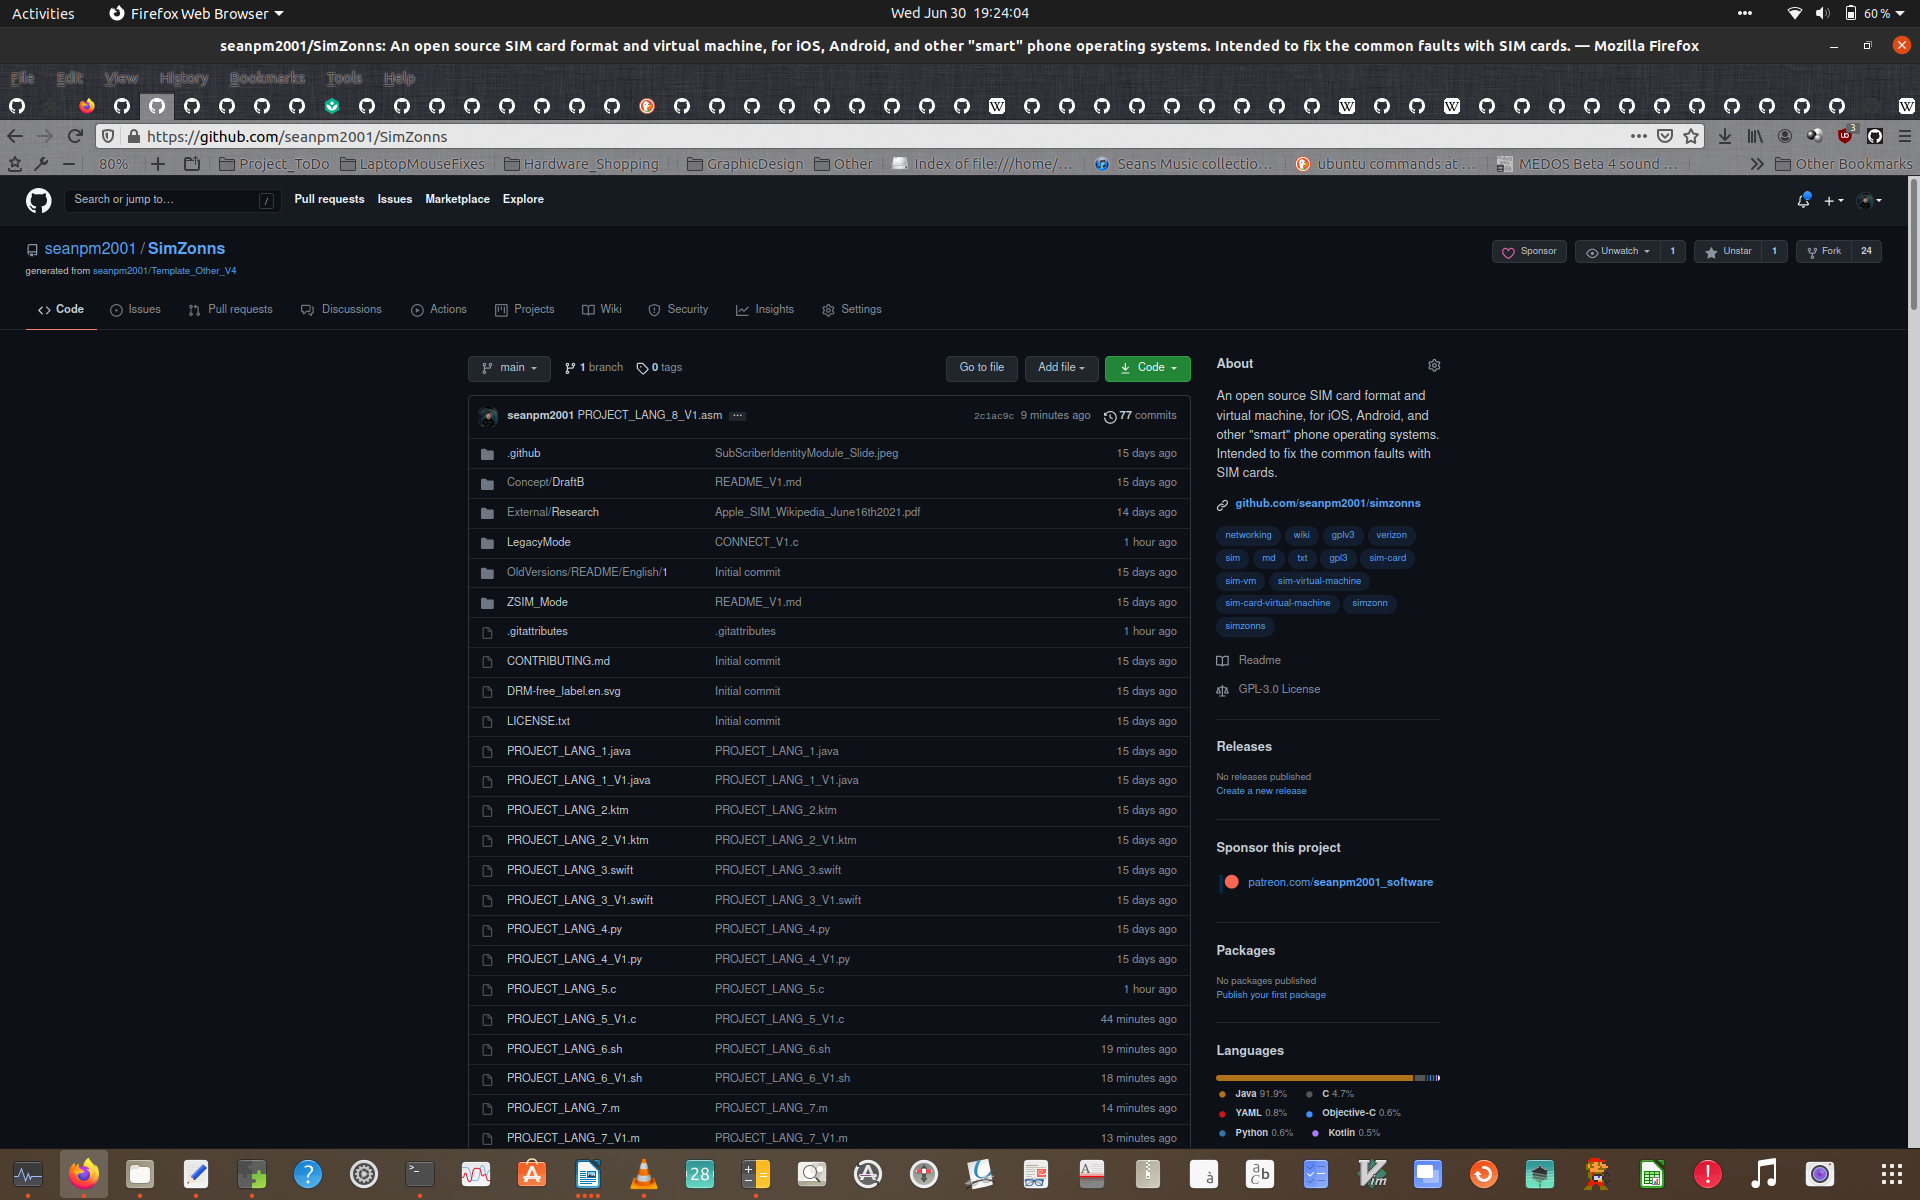 Activities
Firefox Web Browser
Wed Jun 30 19:24:04
60 %
seanpm2001/SimZonns: An open source SIM card format and virtual machine, for iOS, Android, and other "smart" phone operating systems. Intended to fix the common faults with SIM cards. — Mozilla Firefox
File Edit View History Bookmarks Tools Help
https://github.com/seanpm2001/SimZonns
3
80%
Project_ToDo
LaptopMouseFixes
Hardware_Shopping
GraphicDesign
Other
Index of file:///home/...
Seans Music collectio...
ubuntu commands at ...
MEDOS Beta 4 sound ...
Other Bookmarks
Search or jump to... /
Pull requests Issues Marketplace Explore
seanpm2001 / SimZonns
generated from seanpm2001/Template_Other_V4
Sponsor
Unwatch 1
Unstar 1
Fork 24
Code Issues Pull requests Discussions Actions Projects Wiki Security Insights Settings
main 1 branch 0 tags
Go to file Add file Code
seanpm2001 PROJECT_LANG_8_V1.asm ... 2c1ac9c 9 minutes ago 77 commits
.github SubScriberIdentityModule_Slide.jpeg 15 days ago
Concept/DraftB README_V1.md 15 days ago
External/Research Apple_SIM_Wikipedia_June16th2021.pdf 14 days ago
LegacyMode CONNECT_V1.c 1 hour ago
OldVersions/README/English/1 Initial commit 15 days ago
ZSIM_Mode README_V1.md 15 days ago
.gitattributes .gitattributes 1 hour ago
CONTRIBUTING.md Initial commit 15 days ago
DRM-free_label.en.svg Initial commit 15 days ago
LICENSE.txt Initial commit 15 days ago
PROJECT_LANG_1.java PROJECT_LANG_1.java 15 days ago
PROJECT_LANG_1_V1.java PROJECT_LANG_1_V1.java 15 days ago
PROJECT_LANG_2.ktm PROJECT_LANG_2.ktm 15 days ago
PROJECT_LANG_2_V1.ktm PROJECT_LANG_2_V1.ktm 15 days ago
PROJECT_LANG_3.swift PROJECT_LANG_3.swift 15 days ago
PROJECT_LANG_3_V1.swift PROJECT_LANG_3_V1.swift 15 days ago
PROJECT_LANG_4.py PROJECT_LANG_4.py 15 days ago
PROJECT_LANG_4_V1.py PROJECT_LANG_4_V1.py 15 days ago
PROJECT_LANG_5.c PROJECT_LANG_5.c 1 hour ago
PROJECT_LANG_5_V1.c PROJECT_LANG_5_V1.c 44 minutes ago
PROJECT_LANG_6.sh PROJECT_LANG_6.sh 19 minutes ago
PROJECT_LANG_6_V1.sh PROJECT_LANG_6_V1.sh 18 minutes ago
PROJECT_LANG_7.m PROJECT_LANG_7.m 14 minutes ago
PROJECT_LANG_7_V1.m PROJECT_LANG_7_V1.m 13 minutes ago
About
An open source SIM card format and
virtual machine, for iOS, Android, and
other "smart" phone operating systems.
Intended to fix the common faults with
SIM cards.
github.com/seanpm2001/simzonns
networking wiki gplv3 verizon
sim md txt gpl3 sim-card
sim-vm sim-virtual-machine
sim-card-virtual-machine simzonn
simzonns
Readme
GPL-3.0 License
Releases
No releases published
Create a new release
Sponsor this project
patreon.com/seanpm2001_software
Packages
No packages published
Publish your first package
Languages
Java 91.9% C 4.7%
YAML 0.8% Objective-C 0.6%
Python 0.6% Kotlin 0.5%
28